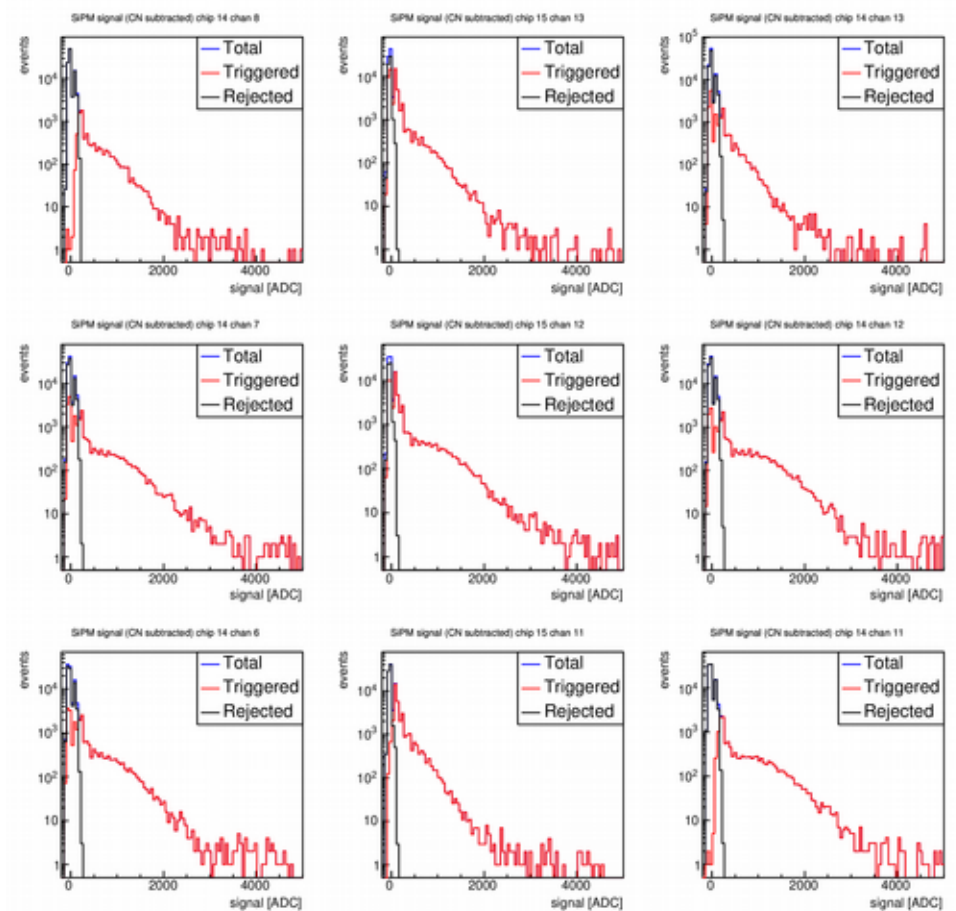 SiPM signal (CN subtracted) chip 14 chan 8
events
Total
Triggered
Rejected
10⁴
10³
10²
10
1
0 2000 4000
signal [ADC]
SiPM signal (CN subtracted) chip 15 chan 13
events
Total
Triggered
Rejected
10⁴
10³
10²
10
1
0 2000 4000
signal [ADC]
SiPM signal (CN subtracted) chip 14 chan 13
events
Total
Triggered
Rejected
10⁵
10⁴
10³
10²
10
1
0 2000 4000
signal [ADC]
SiPM signal (CN subtracted) chip 14 chan 7
events
Total
Triggered
Rejected
10⁴
10³
10²
10
1
0 2000 4000
signal [ADC]
SiPM signal (CN subtracted) chip 15 chan 12
events
Total
Triggered
Rejected
10⁴
10³
10²
10
1
0 2000 4000
signal [ADC]
SiPM signal (CN subtracted) chip 14 chan 12
events
Total
Triggered
Rejected
10⁴
10³
10²
10
1
0 2000 4000
signal [ADC]
SiPM signal (CN subtracted) chip 14 chan 6
events
Total
Triggered
Rejected
10⁴
10³
10²
10
1
0 2000 4000
signal [ADC]
SiPM signal (CN subtracted) chip 15 chan 11
events
Total
Triggered
Rejected
10⁴
10³
10²
10
1
0 2000 4000
signal [ADC]
SiPM signal (CN subtracted) chip 14 chan 11
events
Total
Triggered
Rejected
10⁴
10³
10²
10
1
0 2000 4000
signal [ADC]